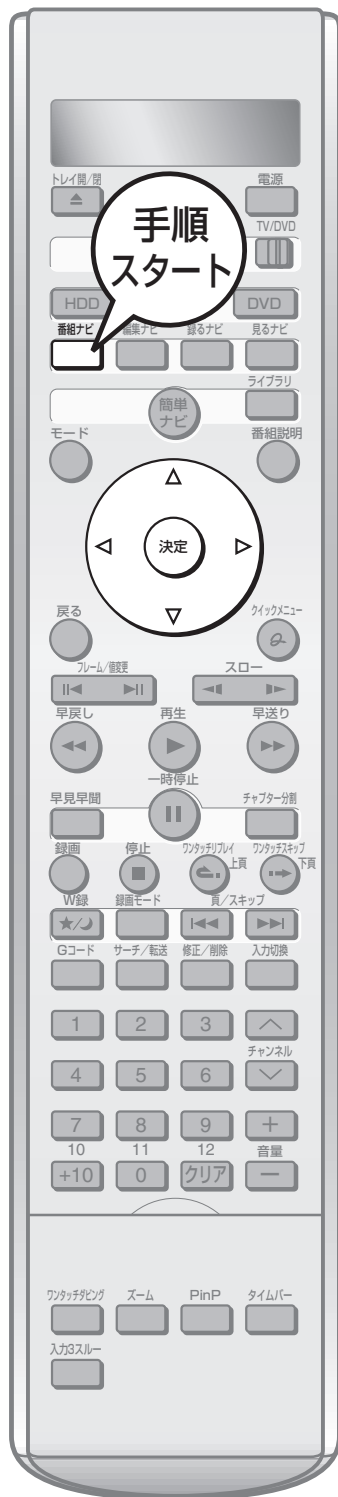 トレイ開/閉 電源
手順
スタート
TV/DVD
HDD DVD
番組ナビ 編集ナビ 録るナビ 見るナビ
ライブラリ
簡単
ナビ
モード 番組説明
決定
戻る クイックメニュー
フレーム/値変更 スロー
早戻し 再生 早送り
一時停止
早見早聞 チャプター分割
録画 停止 ワンタッチリプレイ ワンタッチスキップ
上頁 下頁
W録 録画モード 頁/スキップ
Gコード サーチ/転送 修正/削除 入力切換
1 2 3
チャンネル
4 5 6
7 8 9 +
10 11 12 音量
+10 0 クリア −
ワンタッチダビング ズーム PinP タイムバー
入力3スルー